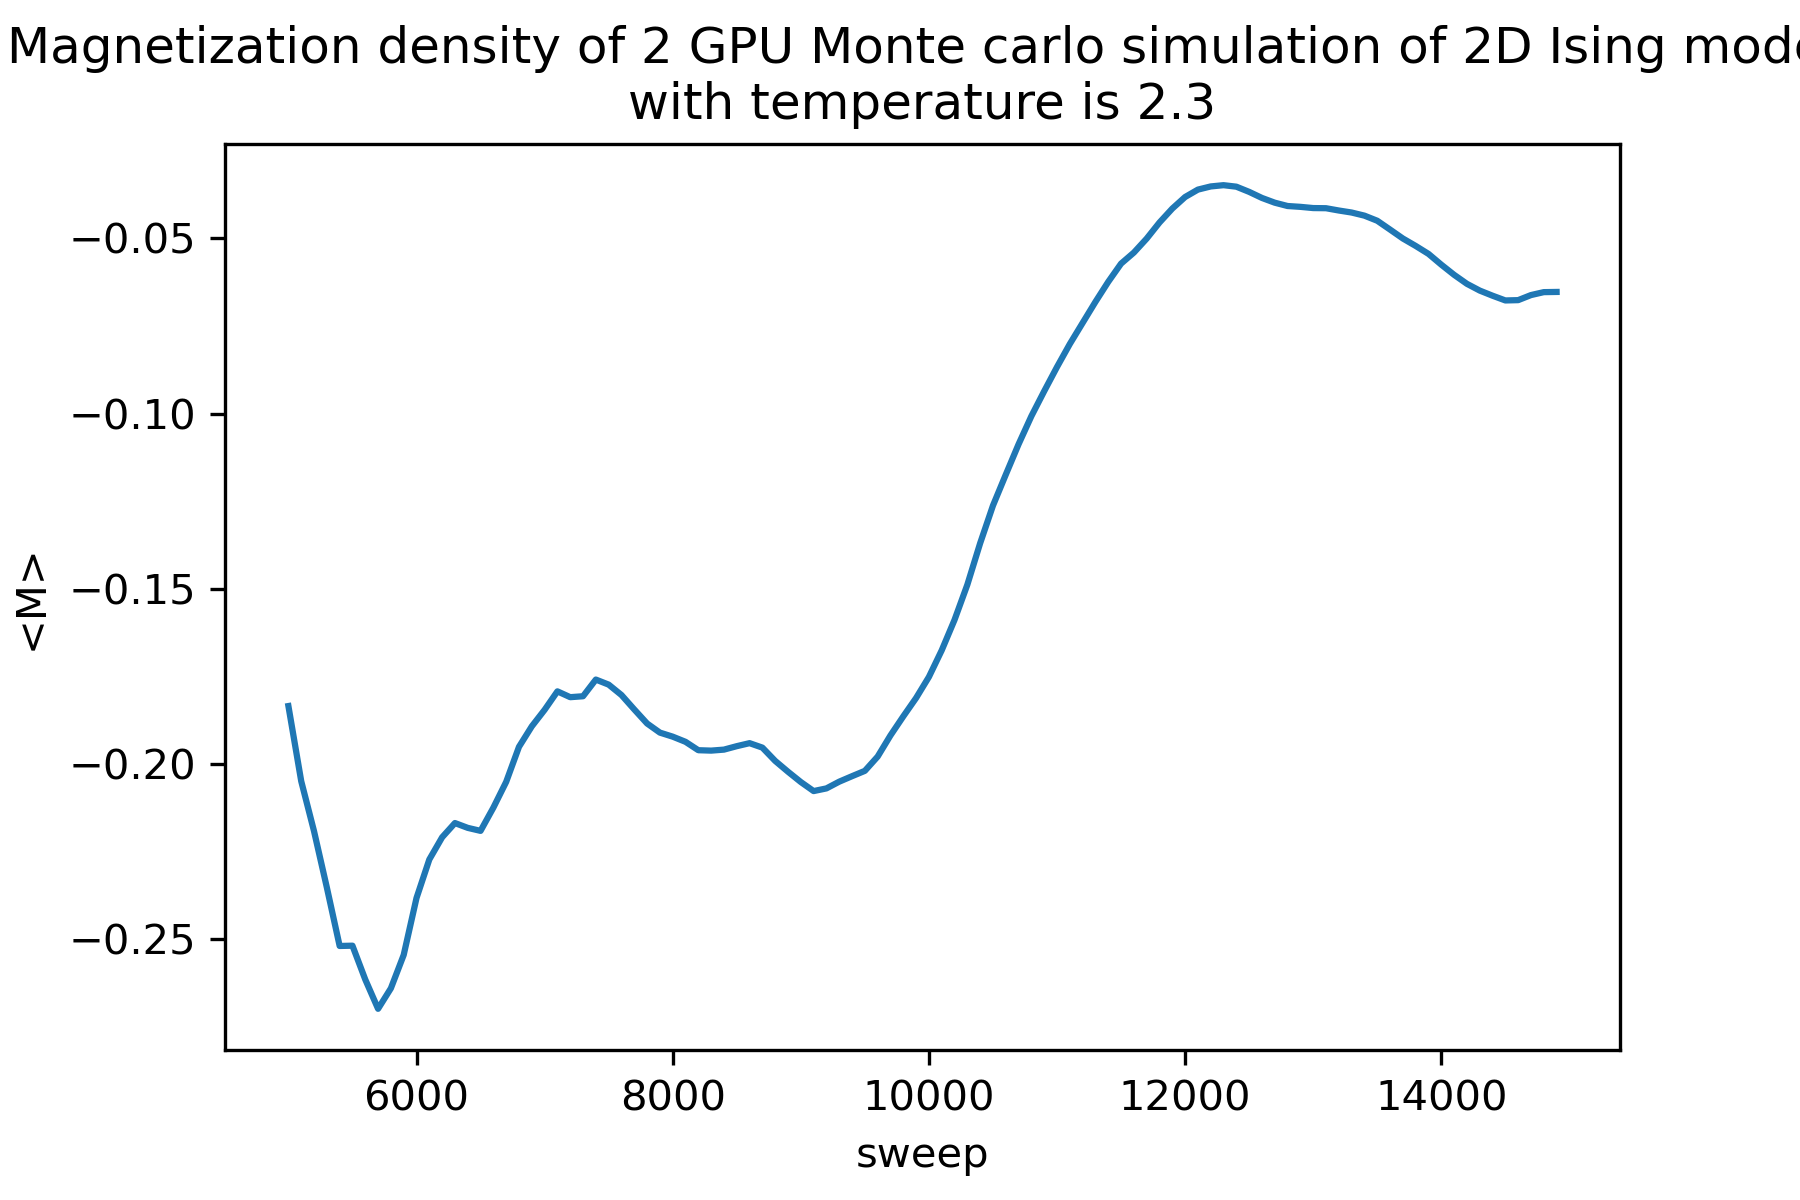 Magnetization density of 2 GPU Monte carlo simulation of 2D Ising mode
with temperature is 2.3
−0.05
−0.10
−0.15
−0.20
−0.25
<M>
6000 8000 10000 12000 14000
sweep